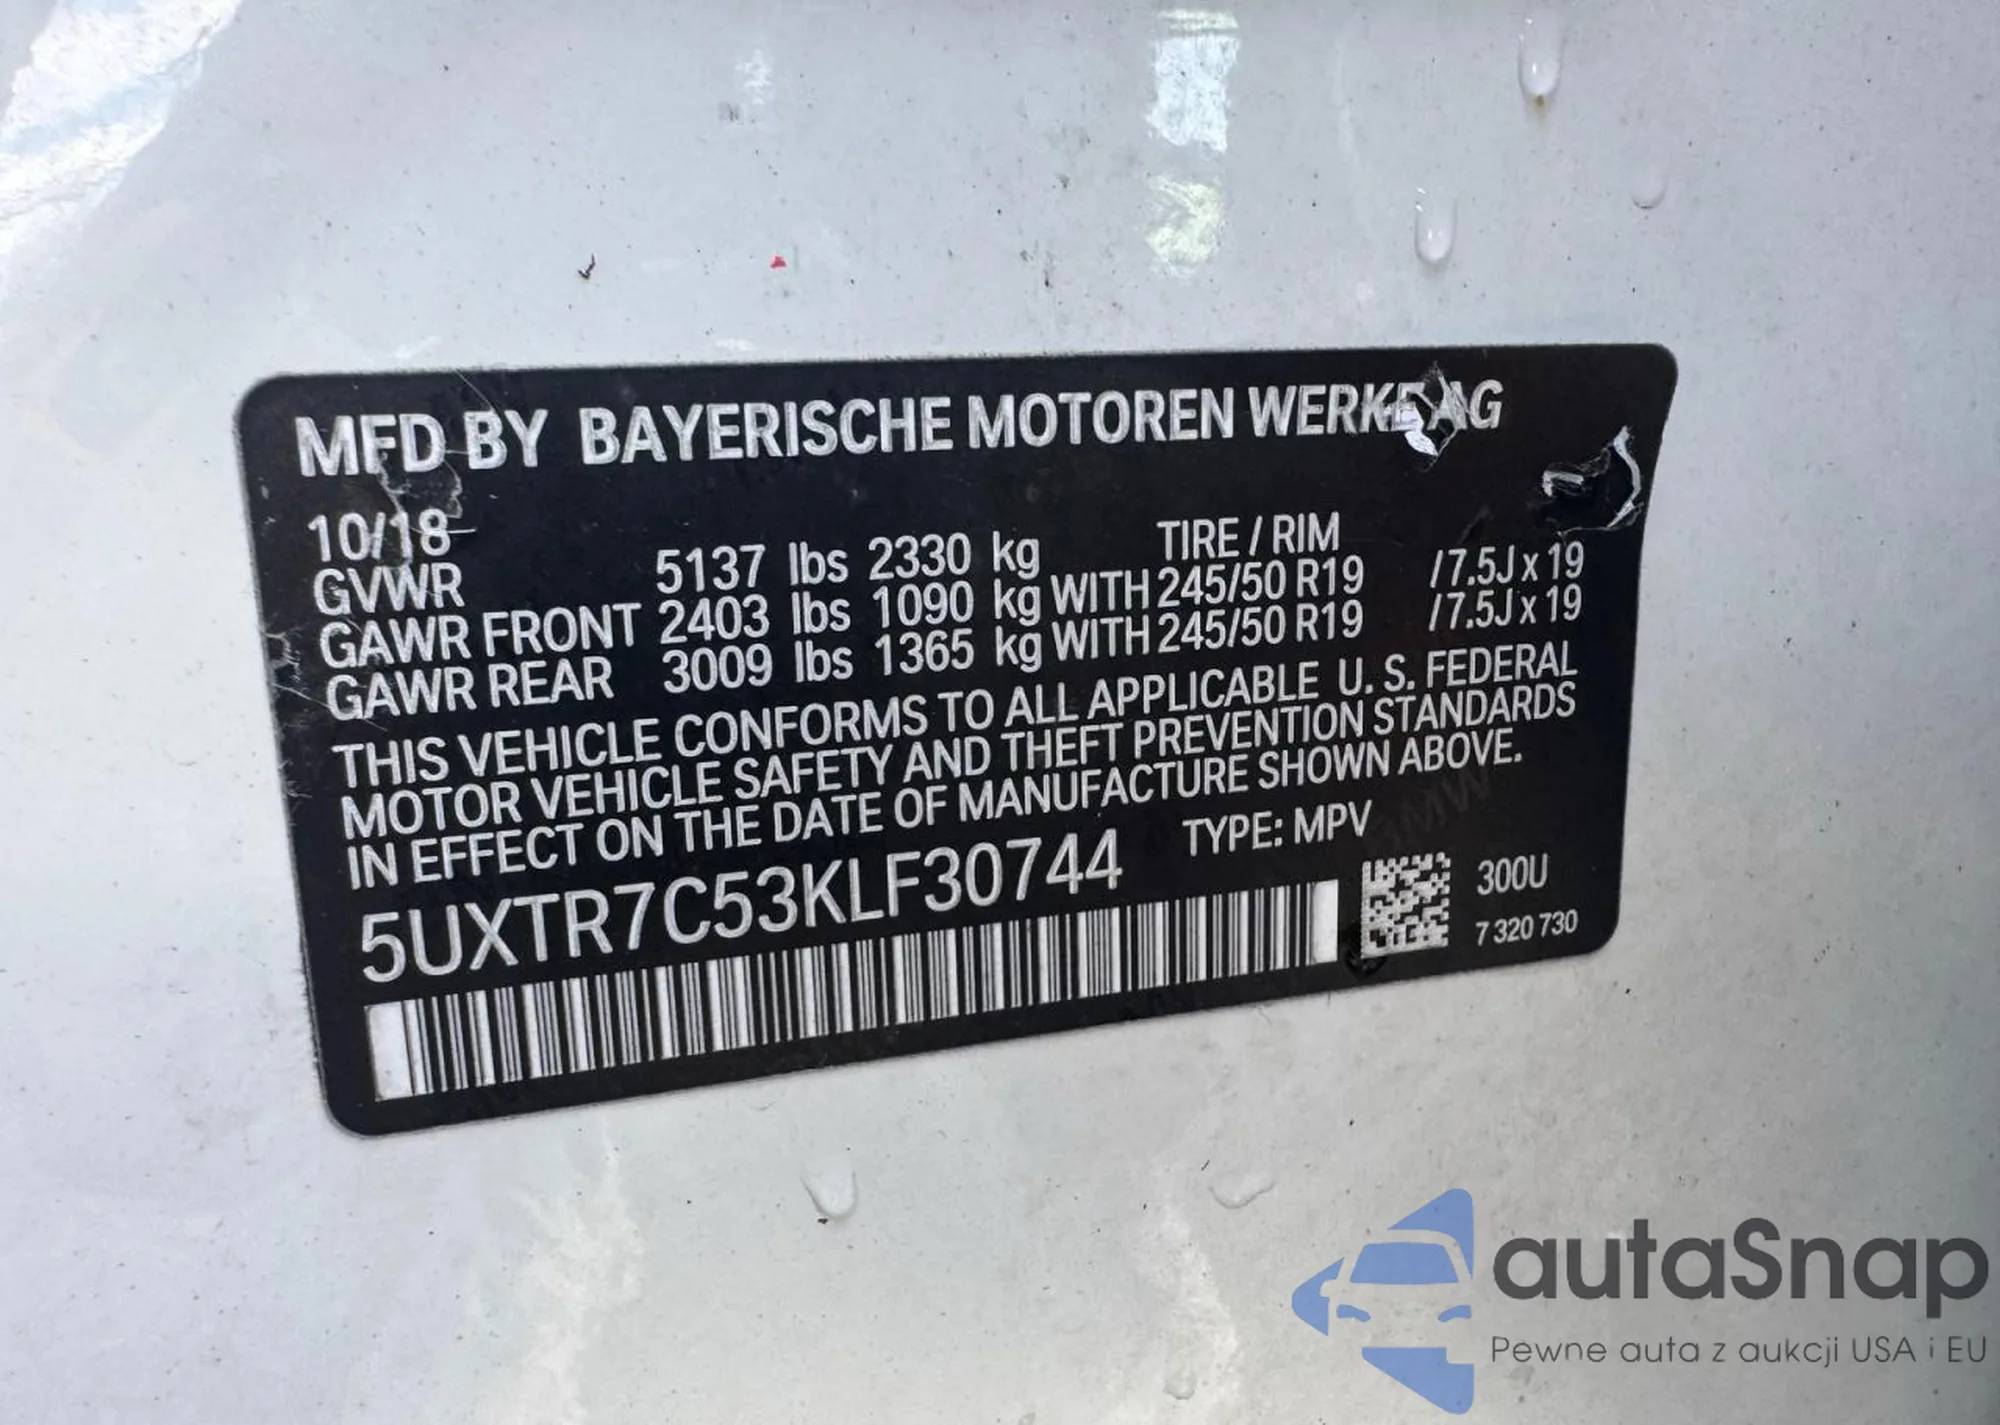 MFD BY BAYERISCHE MOTOREN WERKE AG
10/18 TIRE / RIM
GVWR 5137 lbs 2330 kg
GAWR FRONT 2403 lbs 1090 kg WITH 245/50 R19 /7.5J x 19
GAWR REAR 3009 lbs 1365 kg WITH 245/50 R19 /7.5J x 19
THIS VEHICLE CONFORMS TO ALL APPLICABLE U. S. FEDERAL
MOTOR VEHICLE SAFETY AND THEFT PREVENTION STANDARDS
IN EFFECT ON THE DATE OF MANUFACTURE SHOWN ABOVE.
5UXTR7C53KLF30744 TYPE: MPV
300U
7 320 730
BMW
autaSnap
Pewne auta z aukcji USA i EU